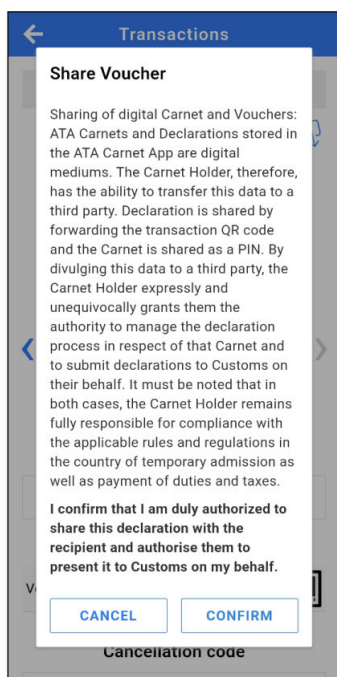 Transactions
Share Voucher
Sharing of digital Carnet and Vouchers:
ATA Carnets and Declarations stored in
the ATA Carnet App are digital
mediums. The Carnet Holder, therefore,
has the ability to transfer this data to a
third party. Declaration is shared by
forwarding the transaction QR code
and the Carnet is shared as a PIN. By
divulging this data to a third party, the
Carnet Holder expressly and
unequivocally grants them the
authority to manage the declaration
process in respect of that Carnet and
to submit declarations to Customs on
their behalf. It must be noted that in
both cases, the Carnet Holder remains
fully responsible for compliance with
the applicable rules and regulations in
the country of temporary admission as
well as payment of duties and taxes.
I confirm that I am duly authorized to
share this declaration with the
recipient and authorise them to
present it to Customs on my behalf.
CANCEL CONFIRM
Cancellation code